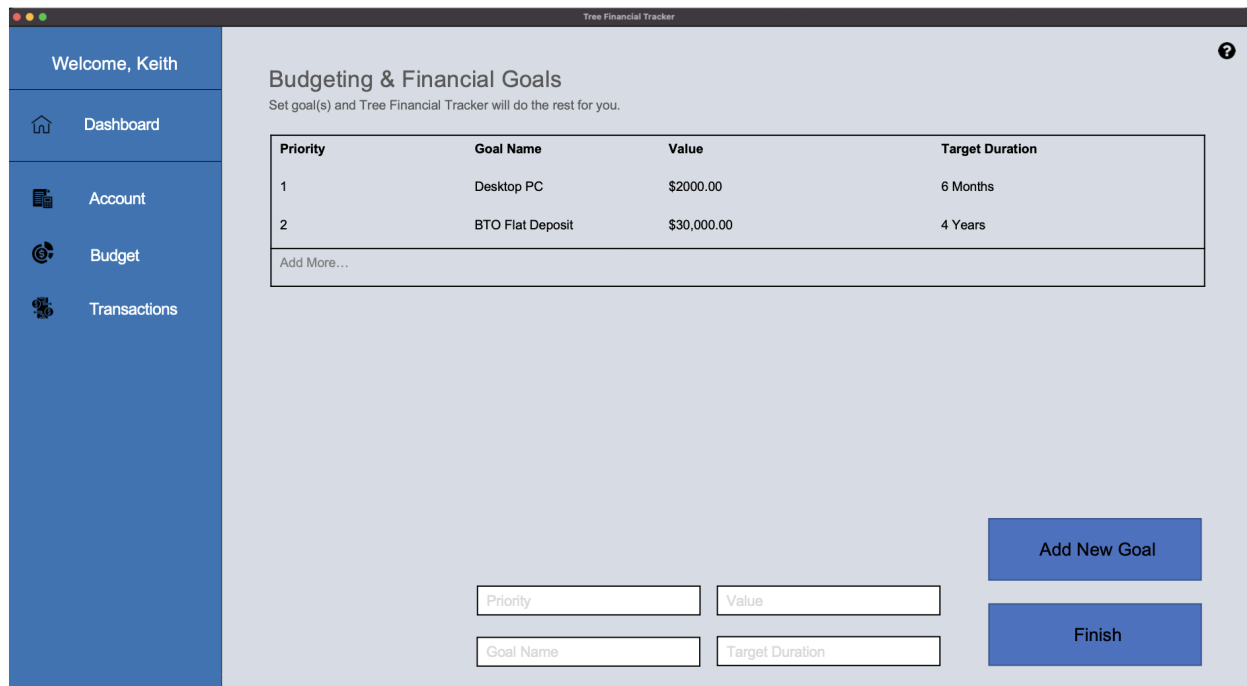 Tree Financial Tracker
Welcome, Keith
Dashboard
Account
Budget
Transactions
?
Budgeting & Financial Goals
Set goal(s) and Tree Financial Tracker will do the rest for you.
Priority Goal Name Value Target Duration
1 Desktop PC $2000.00 6 Months
2 BTO Flat Deposit $30,000.00 4 Years
Add More…
Add New Goal
Priority Value
Goal Name Target Duration
Finish